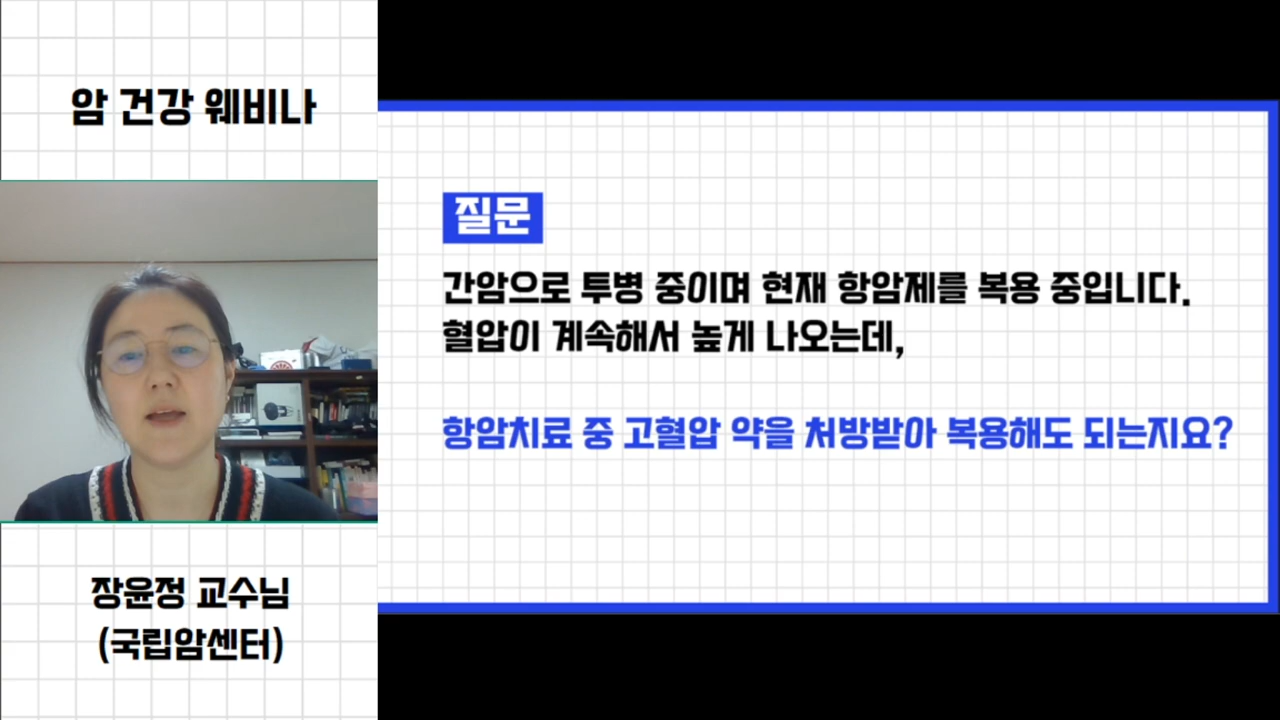 암 건강 웨비나
장윤정 교수님
(국립암센터)
질문
간암으로 투병 중이며 현재 항암제를 복용 중입니다.
혈압이 계속해서 높게 나오는데,
항암치료 중 고혈압 약을 처방받아 복용해도 되는지요?